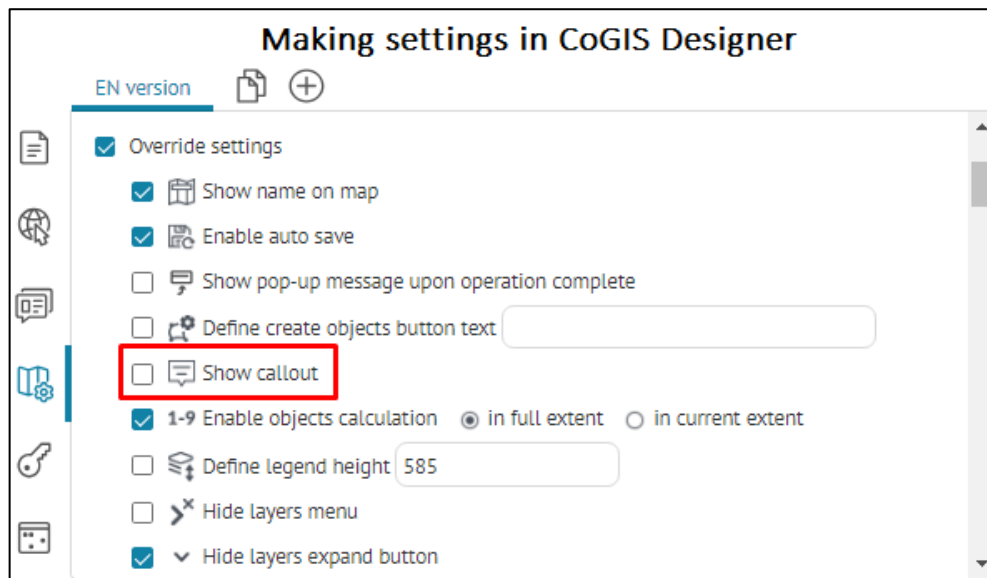 Making settings in CoGIS Designer
EN version
Override settings
Show name on map
Enable auto save
Show pop-up message upon operation complete
Define create objects button text
Show callout
1-9 Enable objects calculation in full extent in current extent
Define legend height 585
Hide layers menu
Hide layers expand button